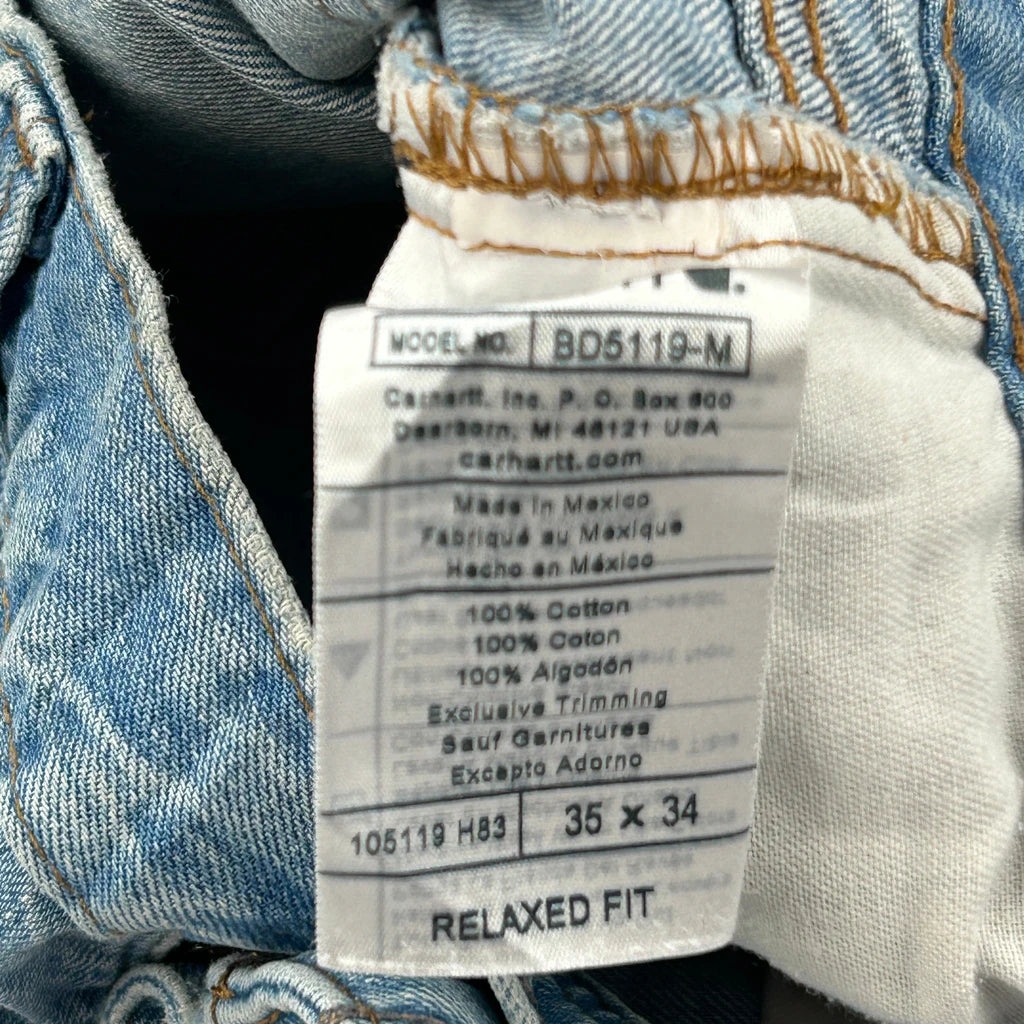 MODEL NO. BD5119-M
Carhartt, Inc. P. O. Box 600
Dearborn, MI 48121 USA
carhartt.com
Made in Mexico
Fabriqué au Mexique
Hecho en México
100% Cotton
100% Coton
100% Algodón
Exclusive Trimming
Sauf Garnitures
Excepto Adorno
105119 H83 35 x 34
RELAXED FIT